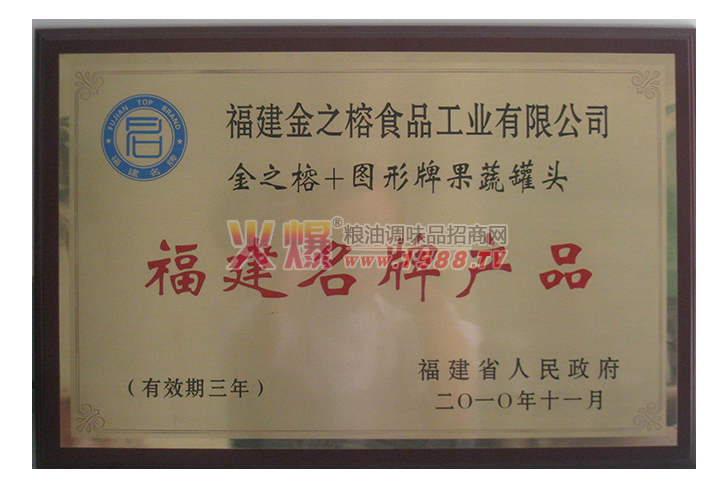 FUJIAN TOP BRAND
福建名牌
福建金之榕食品工业有限公司
金之榕+图形牌果蔬罐头
火爆®粮油调味品招商网
www.1588.tv
福建名牌产品
(有效期三年)
福建省人民政府
二〇一〇年十一月